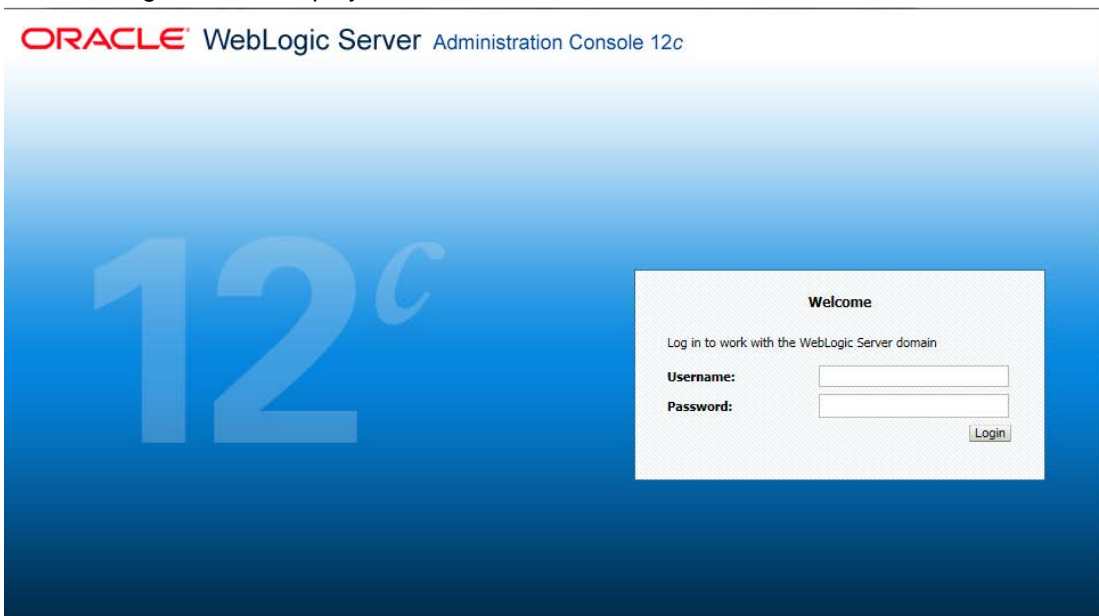 ORACLE WebLogic Server Administration Console 12c
12c
Welcome
Log in to work with the WebLogic Server domain
Username:
Password:
Login